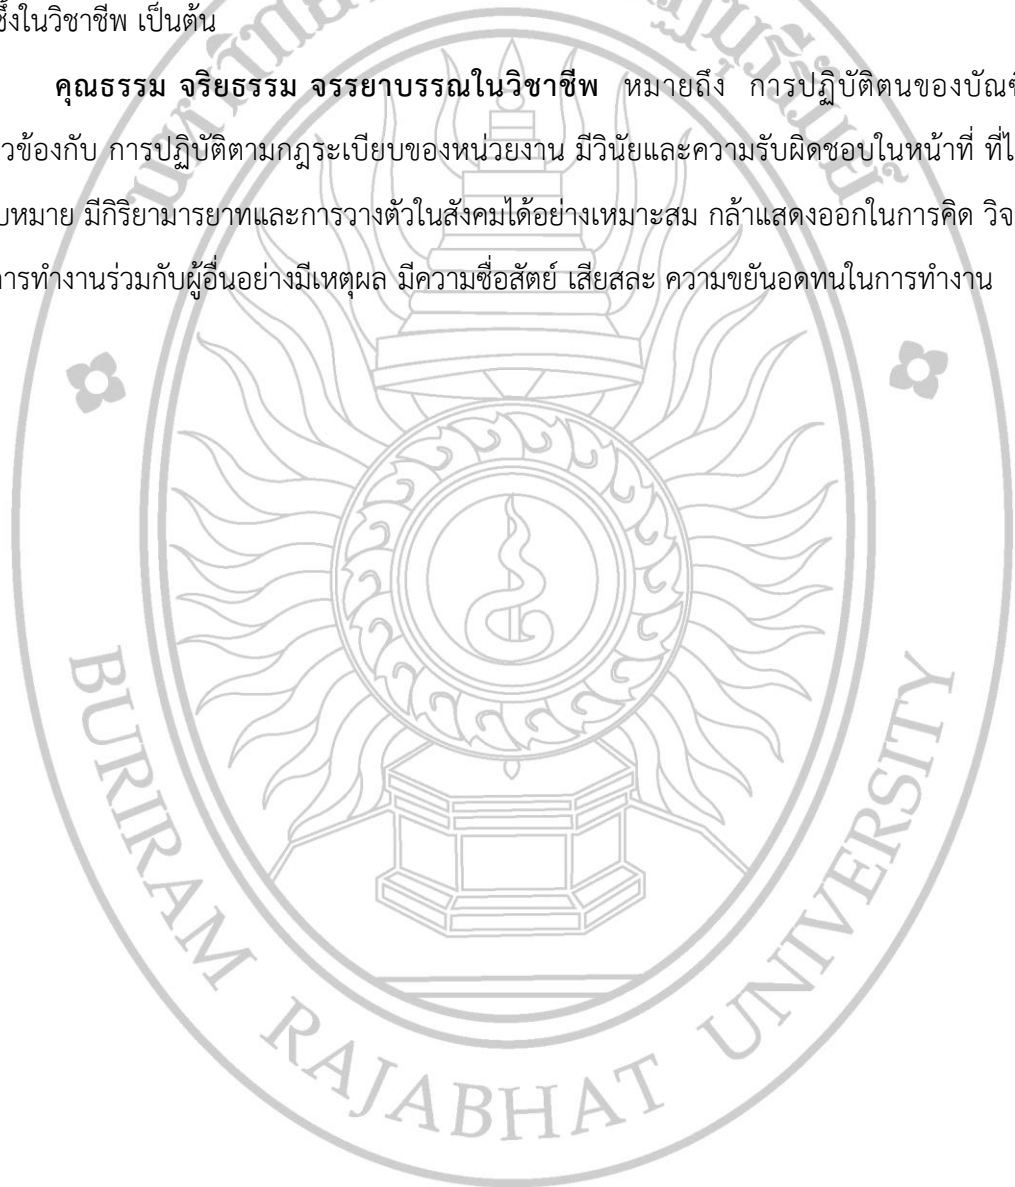 ซึ้งในวิชาชีพ เป็นต้น
คุณธรรม จริยธรรม จรรยาบรรณในวิชาชีพ หมายถึง การปฏิบัติตนของบัณฑิ
วข้องกับ การปฏิบัติตามกฎระเบียบของหน่วยงาน มีวินัยและความรับผิดชอบในหน้าที่ ที่ไ
บหมาย มีกิริยามารยาทและการวางตัวในสังคมได้อย่างเหมาะสม กล้าแสดงออกในการคิด วิจ
การทำงานร่วมกับผู้อื่นอย่างมีเหตุผล มีความซื่อสัตย์ เสียสละ ความขยันอดทนในการทำงาน
BURIRAM RAJABHAT UNIVERSITY